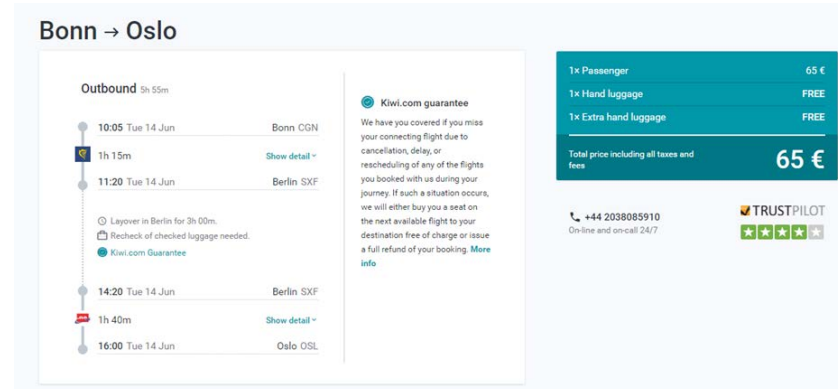 Bonn → Oslo
Outbound 5h 55m
10:05 Tue 14 Jun Bonn CGN
1h 15m Show detail
11:20 Tue 14 Jun Berlin SXF
Layover in Berlin for 3h 00m.
Recheck of checked luggage needed.
Kiwi.com Guarantee
14:20 Tue 14 Jun Berlin SXF
1h 40m Show detail
16:00 Tue 14 Jun Oslo OSL
Kiwi.com guarantee
We have you covered if you miss
your connecting flight due to
cancellation, delay, or
rescheduling of any of the flights
you booked with us during your
journey. If such a situation occurs,
we will either buy you a seat on
the next available flight to your
destination free of charge or issue
a full refund of your booking. More
info
1× Passenger 65 €
1× Hand luggage FREE
1× Extra hand luggage FREE
Total price including all taxes and
fees
65 €
+44 2038085910
On-line and on-call 24/7
TRUSTPILOT